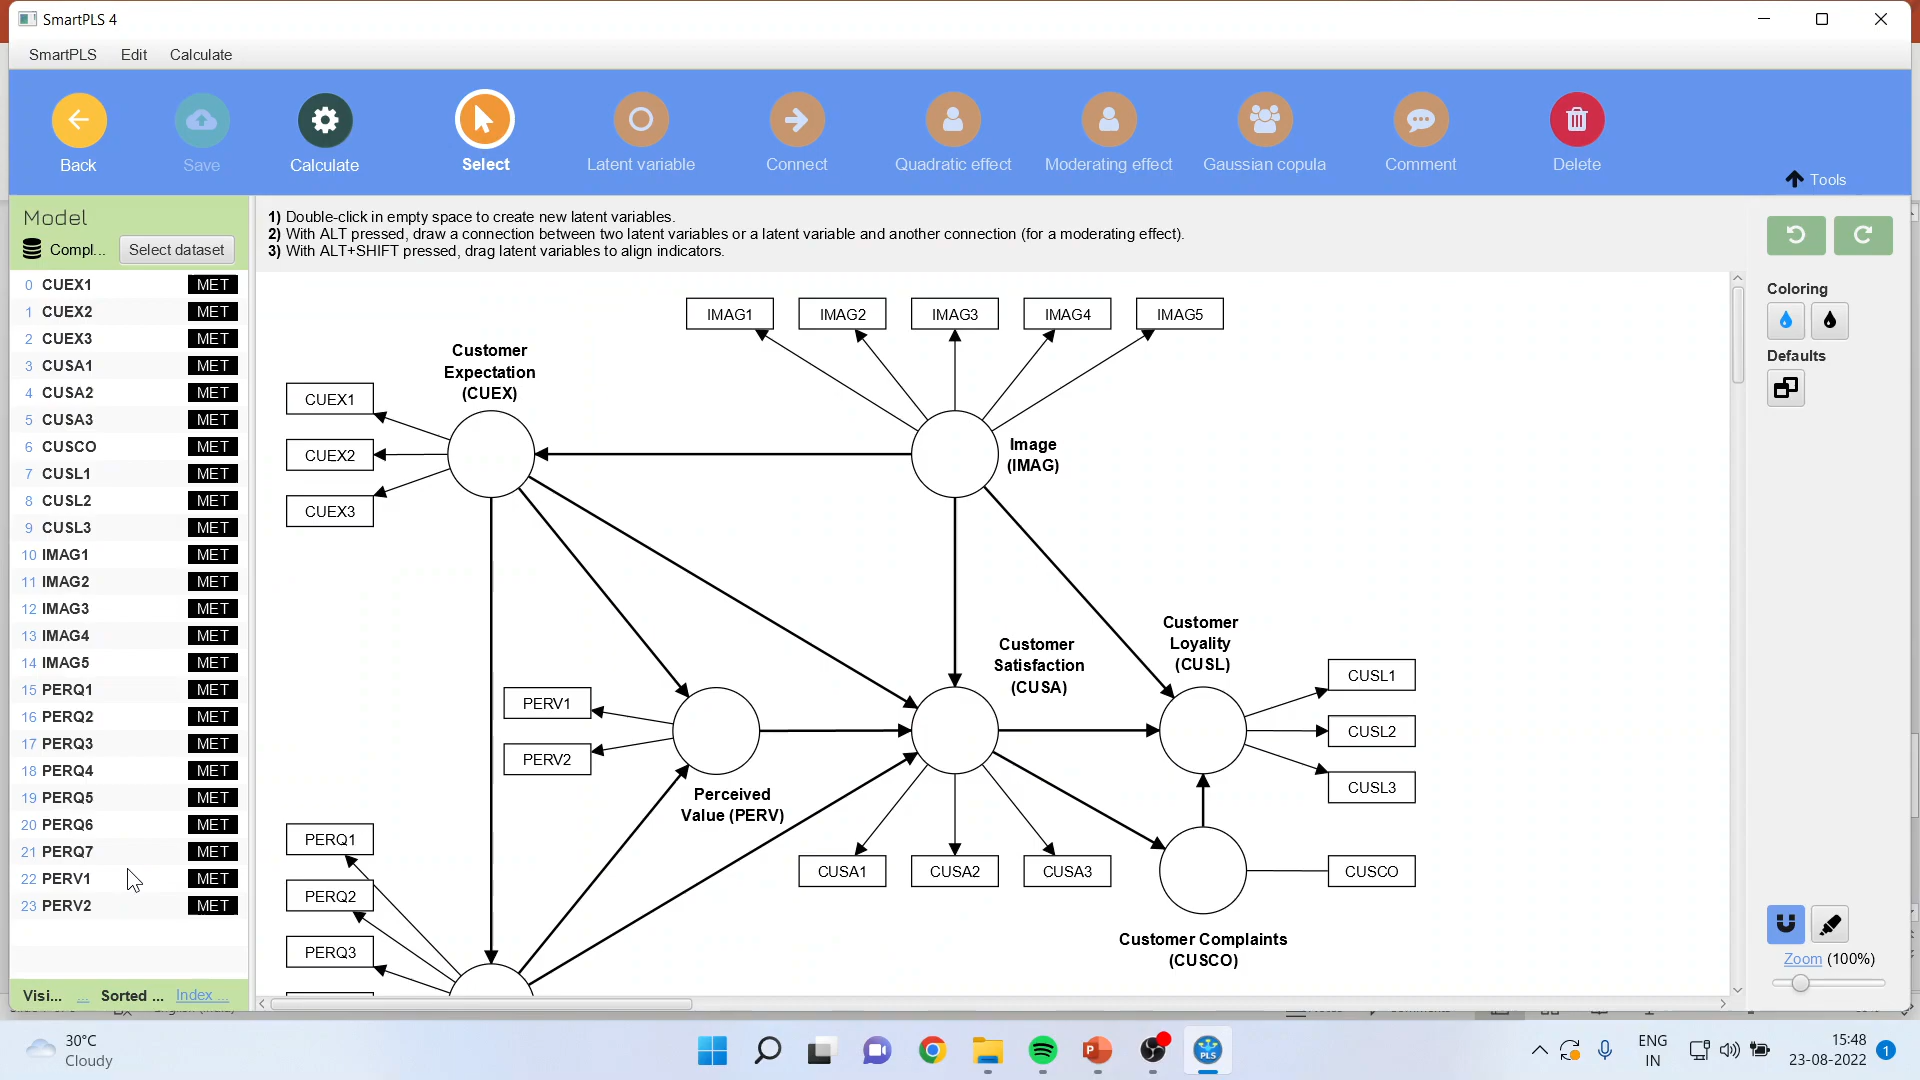 SmartPLS 4
SmartPLS Edit Calculate
Back Save Calculate Select Latent variable Connect Quadratic effect Moderating effect Gaussian copula Comment Delete Tools
Model
Compl... Select dataset
0 CUEX1 MET
1 CUEX2 MET
2 CUEX3 MET
3 CUSA1 MET
4 CUSA2 MET
5 CUSA3 MET
6 CUSCO MET
7 CUSL1 MET
8 CUSL2 MET
9 CUSL3 MET
10 IMAG1 MET
11 IMAG2 MET
12 IMAG3 MET
13 IMAG4 MET
14 IMAG5 MET
15 PERQ1 MET
16 PERQ2 MET
17 PERQ3 MET
18 PERQ4 MET
19 PERQ5 MET
20 PERQ6 MET
21 PERQ7 MET
22 PERV1 MET
23 PERV2 MET
Visi... ... Sorted ... Index ...
1) Double-click in empty space to create new latent variables.
2) With ALT pressed, draw a connection between two latent variables or a latent variable and another connection (for a moderating effect).
3) With ALT+SHIFT pressed, drag latent variables to align indicators.
IMAG1 IMAG2 IMAG3 IMAG4 IMAG5
Customer
Expectation
(CUEX)
CUEX1
CUEX2
CUEX3
Image
(IMAG)
Customer
Satisfaction
(CUSA)
Customer
Loyality
(CUSL)
CUSL1
CUSL2
CUSL3
PERV1
PERV2
Perceived
Value (PERV)
PERQ1
PERQ2
PERQ3
CUSA1 CUSA2 CUSA3
CUSCO
Customer Complaints
(CUSCO)
Coloring
Defaults
Zoom (100%)
30°C
Cloudy
PLS
ENG
IN
15:48
23-08-2022
1